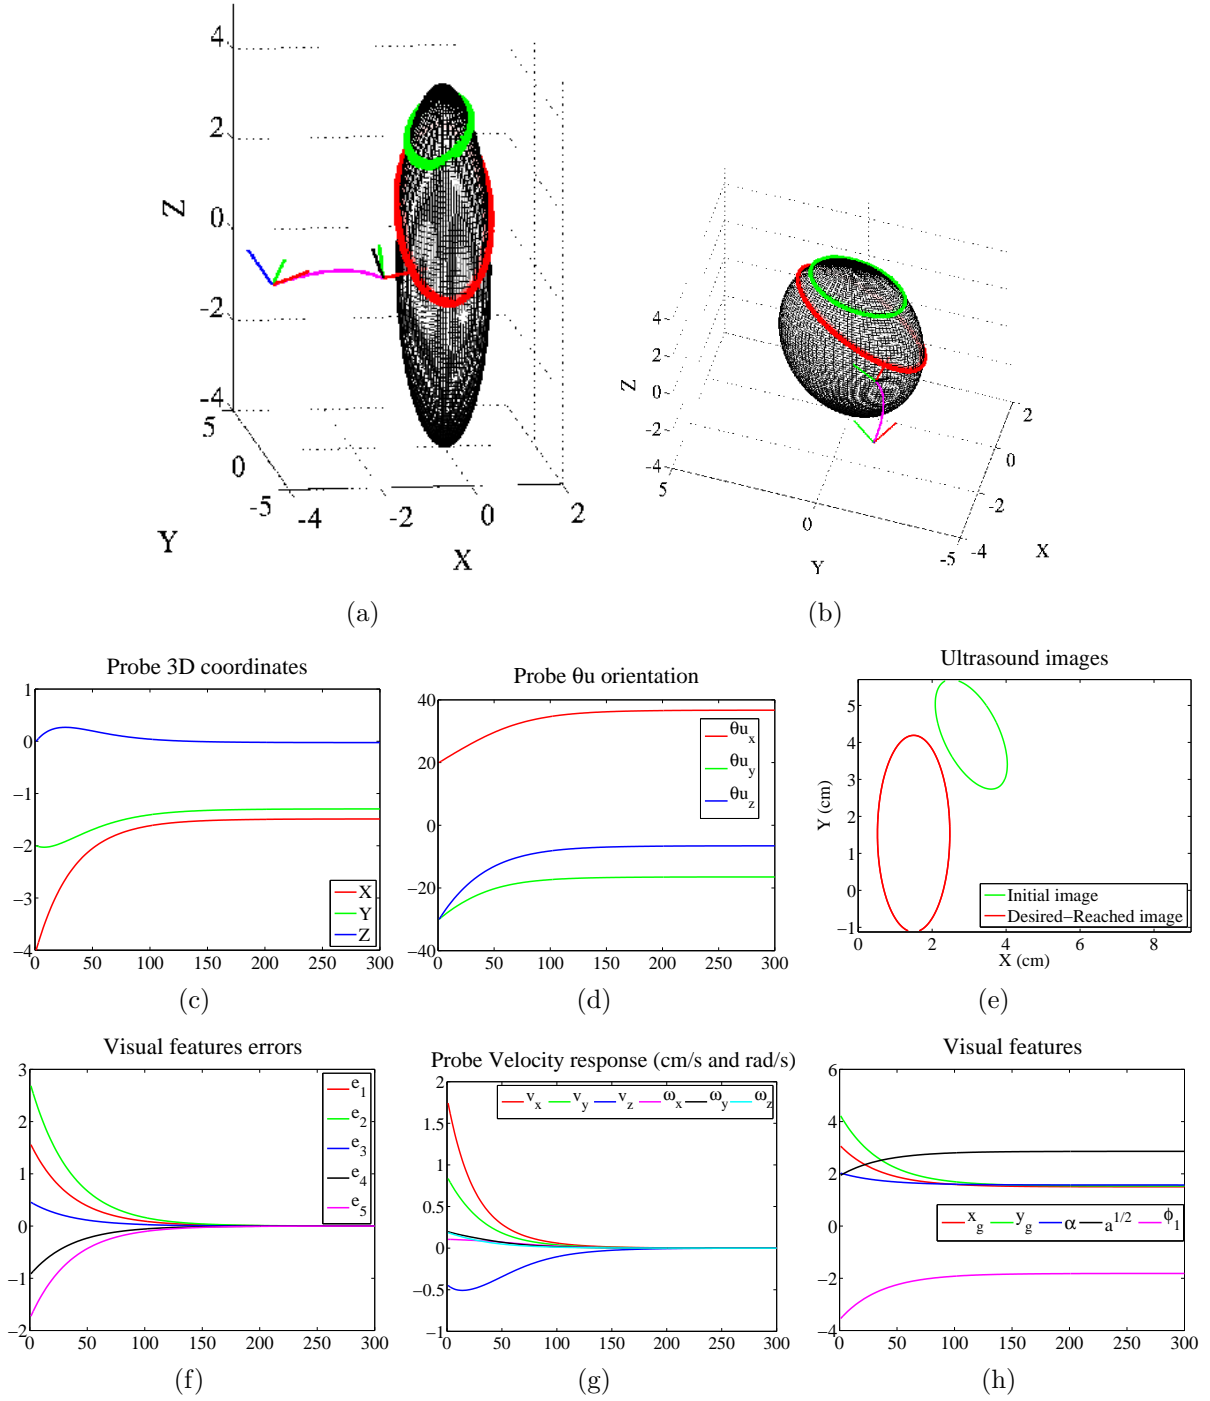 4
2
0
-2
-4
Z
5
0
-5
Y
-4
-2
0
2
X
(a)
4
2
0
-2
-4
Z
5
0
-5
Y
-4
-2
0
2
X
(b)
Probe 3D coordinates
1
0
−1
−2
−3
−4
0 50 100 150 200 250 300
X
Y
Z
(c)
Probe θu orientation
40
20
0
−20
−40
0 50 100 150 200 250 300
θu_x
θu_y
θu_z
(d)
Ultrasound images
5
4
3
2
1
0
−1
Y (cm)
0 2 4 6 8
X (cm)
Initial image
Desired−Reached image
(e)
Visual features errors
3
2
1
0
−1
−2
0 50 100 150 200 250 300
e_1
e_2
e_3
e_4
e_5
(f)
Probe Velocity response (cm/s and rad/s)
2
1.5
1
0.5
0
−0.5
−1
0 50 100 150 200 250 300
v_x v_y v_z ω_x ω_y ω_z
(g)
Visual features
6
4
2
0
−2
−4
0 50 100 150 200 250 300
x_g y_g α a^{1/2} ϕ_1
(h)